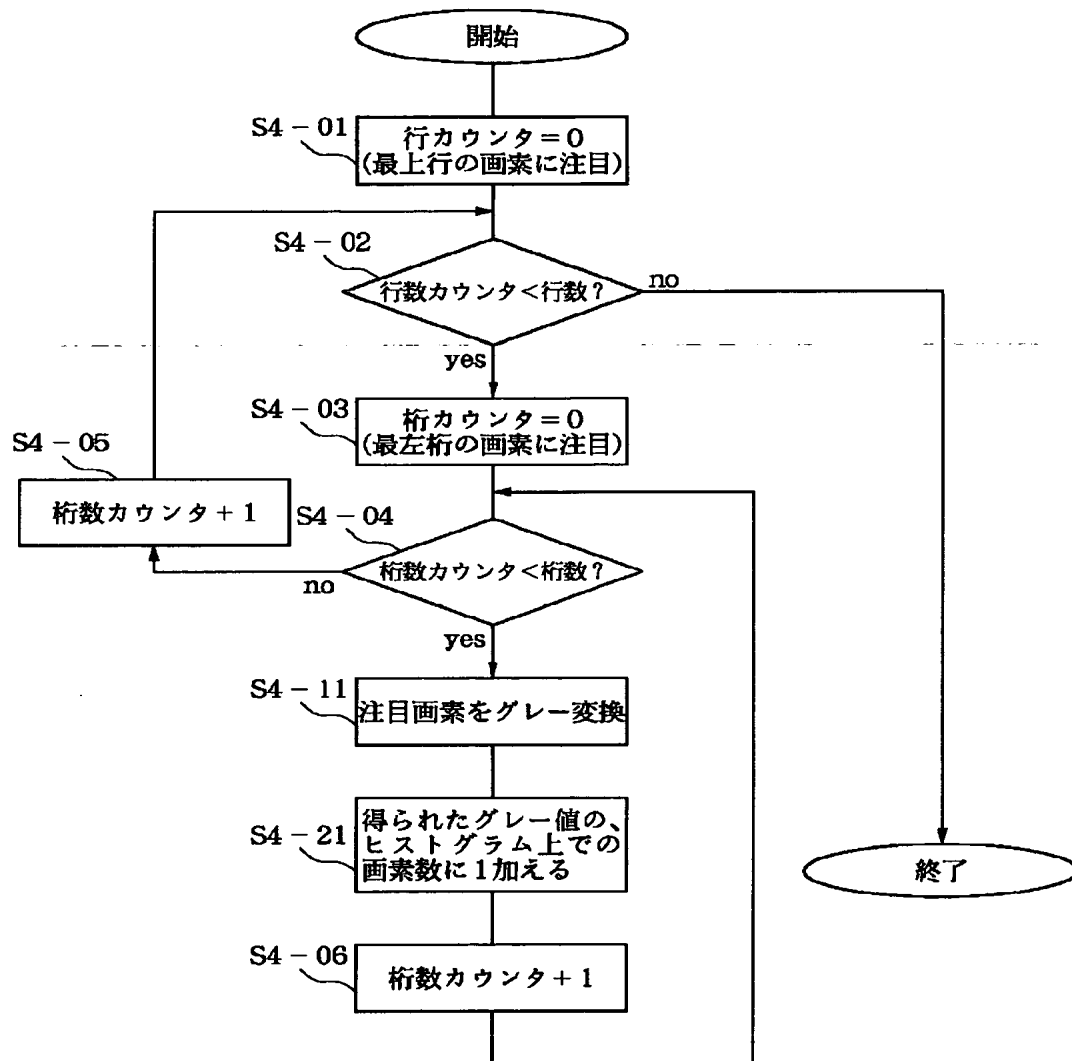 開始
S4-01
行カウンタ=0
(最上行の画素に注目)
S4-02
行数カウンタ<行数?
no
yes
S4-03
桁カウンタ=0
(最左桁の画素に注目)
S4-05
桁数カウンタ+1
S4-04
桁数カウンタ<桁数?
no
yes
S4-11
注目画素をグレー変換
S4-21
得られたグレー値の、
ヒストグラム上での
画素数に1加える
終了
S4-06
桁数カウンタ+1